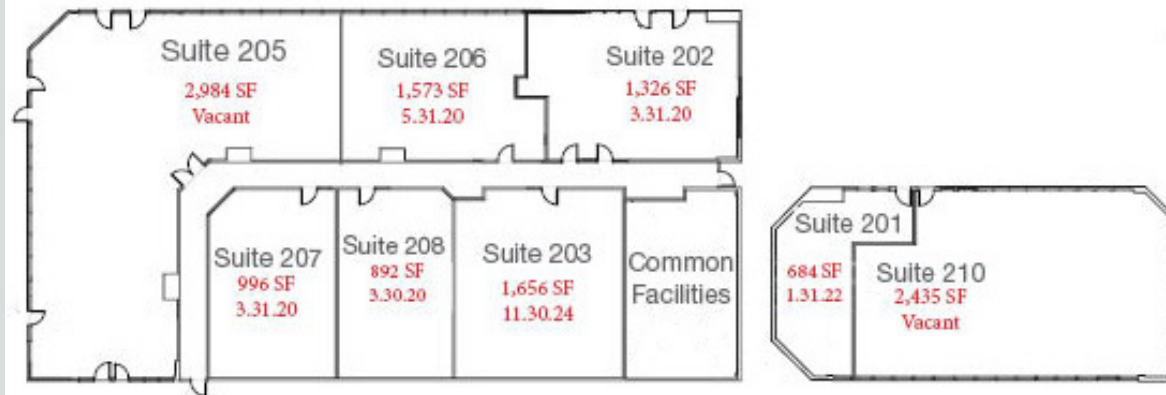 Suite 205
2,984 SF
Vacant
Suite 206
1,573 SF
5.31.20
Suite 202
1,326 SF
3.31.20
Suite 207
996 SF
3.31.20
Suite 208
892 SF
3.30.20
Suite 203
1,656 SF
11.30.24
Common
Facilities
Suite 201
684 SF
1.31.22
Suite 210
2,435 SF
Vacant